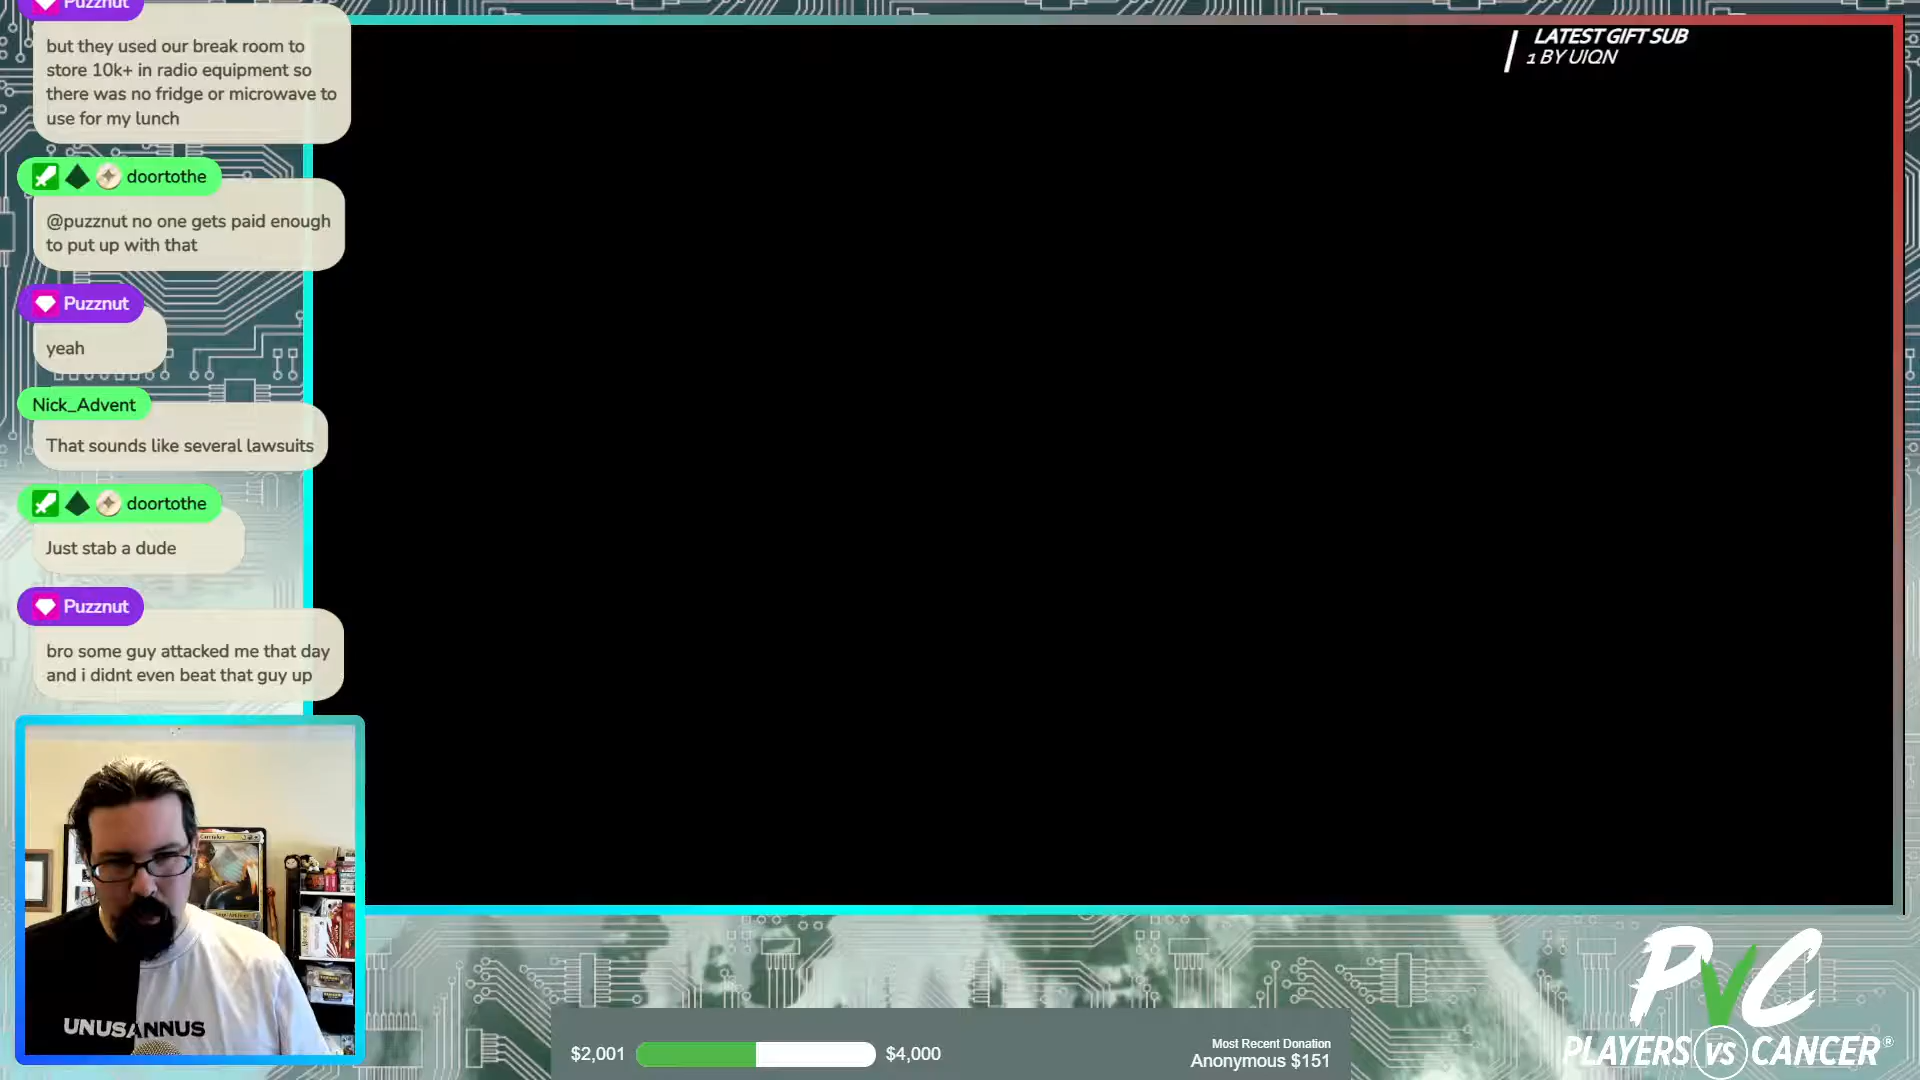 Puzznut
but they used our break room to
store 10k+ in radio equipment so
there was no fridge or microwave to
use for my lunch
doortothe
@puzznut no one gets paid enough
to put up with that
Puzznut
yeah
Nick_Advent
That sounds like several lawsuits
doortothe
Just stab a dude
Puzznut
bro some guy attacked me that day
and i didnt even beat that guy up
LATEST GIFT SUB
1 BY UIQN
UNUS ANNUS
$2,001
$4,000
Most Recent Donation
Anonymous $151
PVC
PLAYERS VS CANCER®